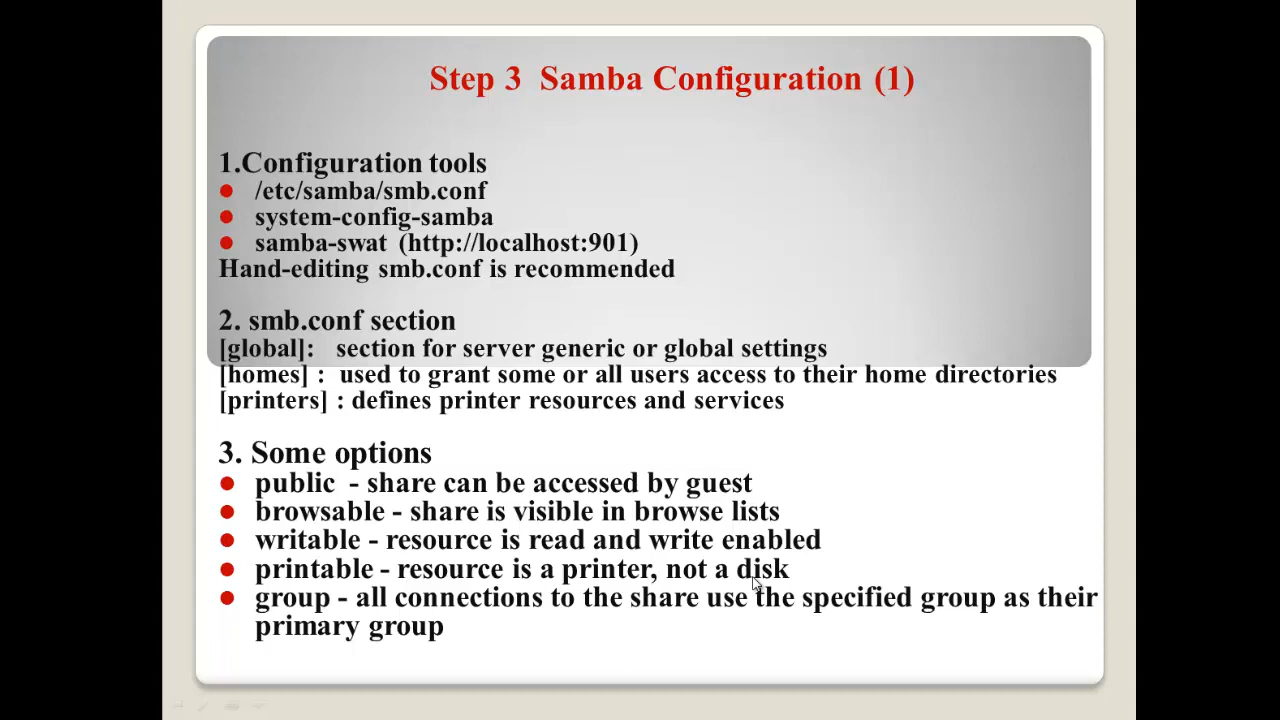 Step 3 Samba Configuration (1)
1.Configuration tools
/etc/samba/smb.conf
system-config-samba
samba-swat (http://localhost:901)
Hand-editing smb.conf is recommended
2. smb.conf section
[global]: section for server generic or global settings
[homes] : used to grant some or all users access to their home directories
[printers] : defines printer resources and services
3. Some options
public - share can be accessed by guest
browsable - share is visible in browse lists
writable - resource is read and write enabled
printable - resource is a printer, not a disk
group - all connections to the share use the specified group as their
primary group